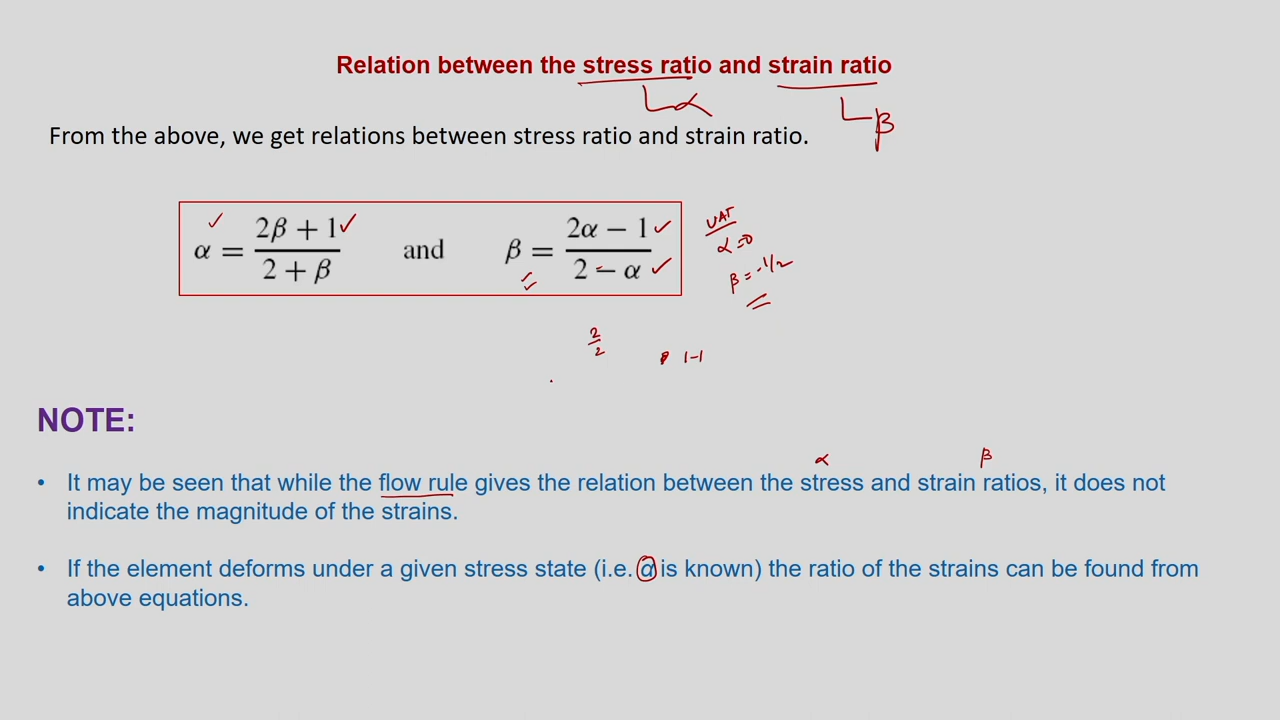 Relation between the stress ratio and strain ratio
α
β
From the above, we get relations between stress ratio and strain ratio.
α = (2β + 1)/(2 + β) and β = (2α − 1)/(2 − α)
UAT
α = 0
β = -1/2
2/2
1-1
NOTE:
α β
• It may be seen that while the flow rule gives the relation between the stress and strain ratios, it does not
indicate the magnitude of the strains.
• If the element deforms under a given stress state (i.e. α is known) the ratio of the strains can be found from
above equations.